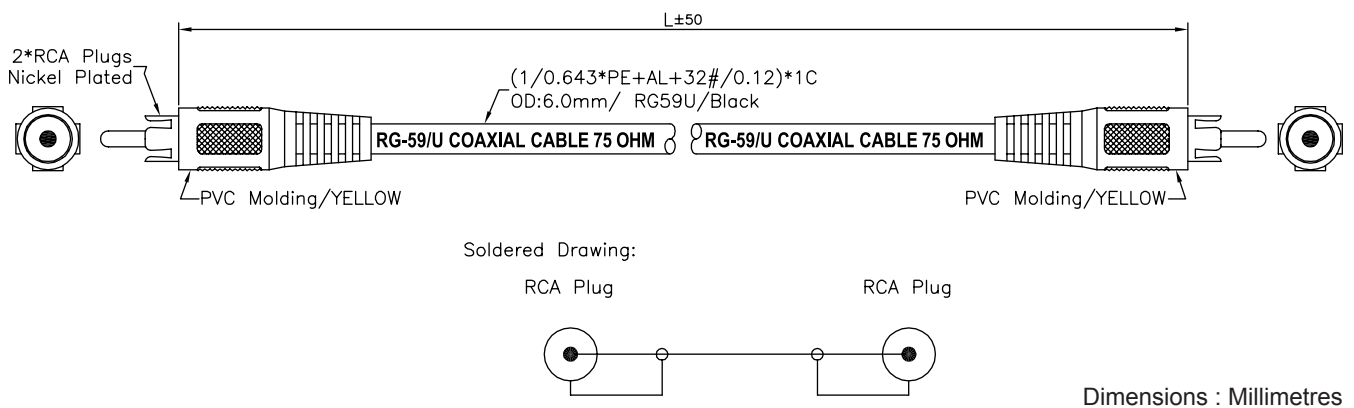 L±50
2*RCA Plugs
Nickel Plated
(1/0.643*PE+AL+32#/0.12)*1C
OD:6.0mm/ RG59U/Black
RG-59/U COAXIAL CABLE 75 OHM
RG-59/U COAXIAL CABLE 75 OHM
PVC Molding/YELLOW
PVC Molding/YELLOW
Soldered Drawing:
RCA Plug
RCA Plug
Dimensions : Millimetres